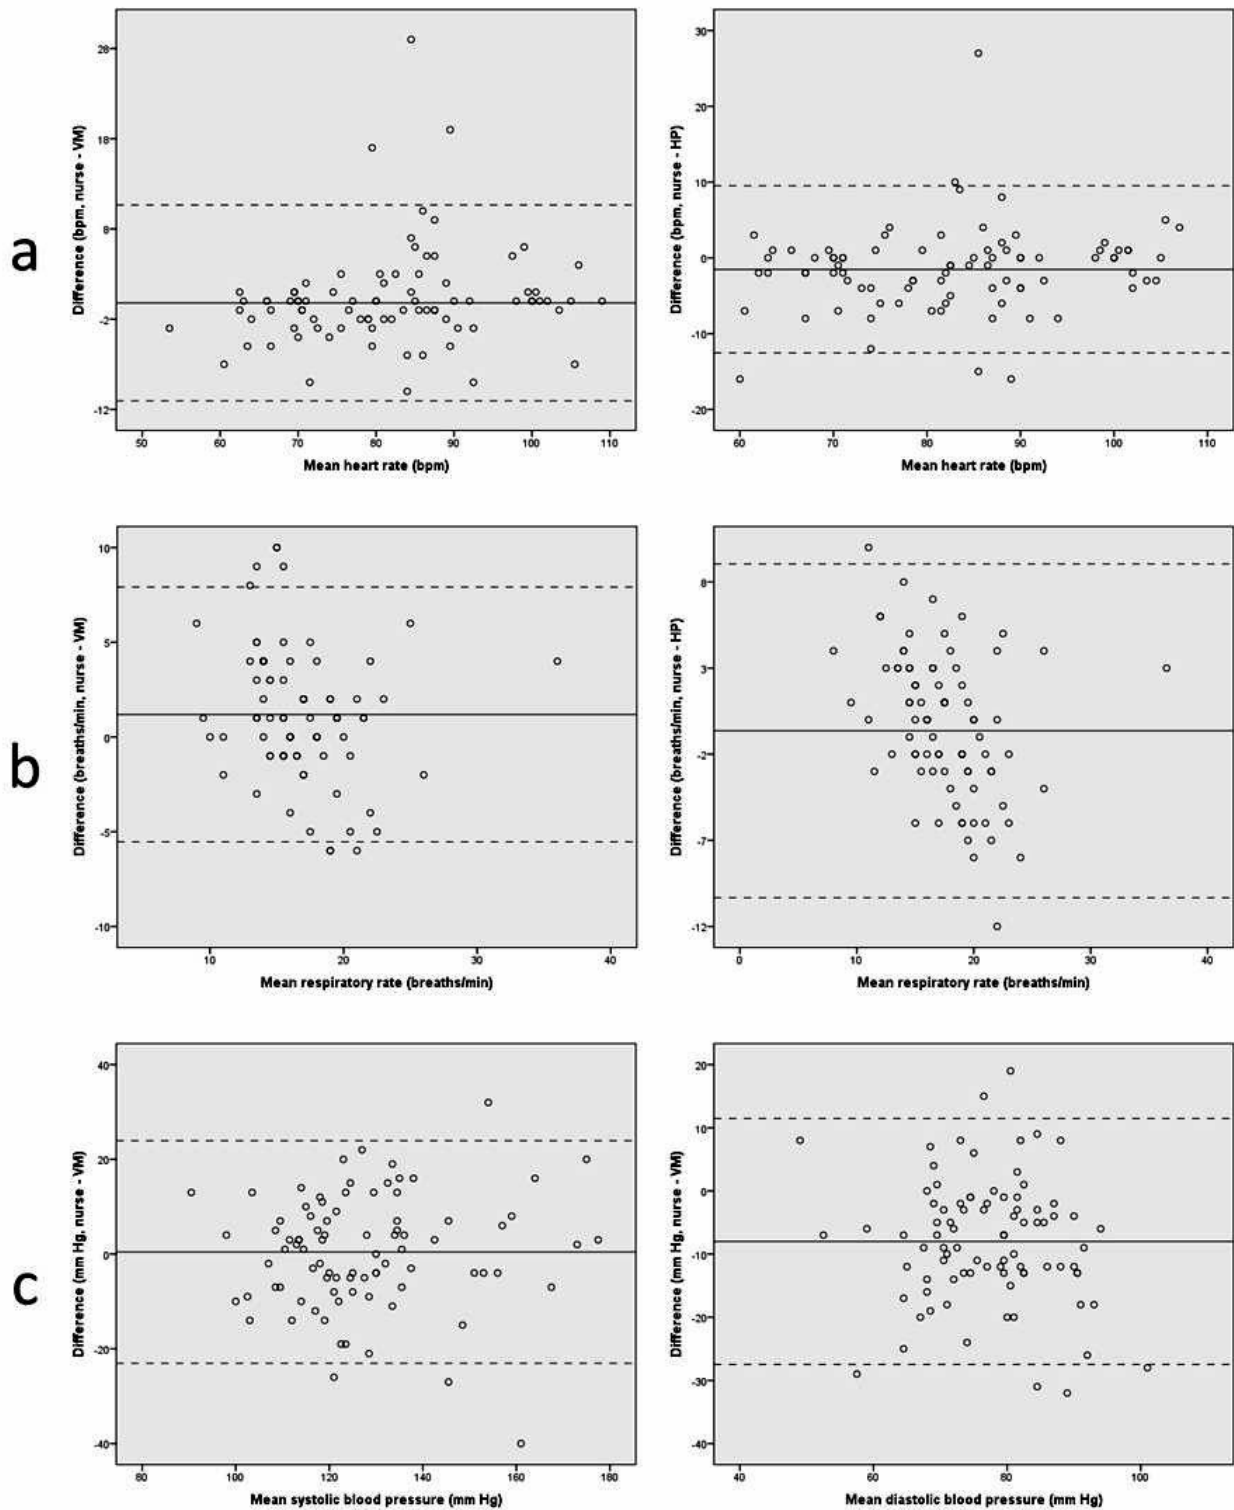 a
Difference (bpm, nurse - VM)
28
18
8
-2
-12
50 60 70 80 90 100 110
Mean heart rate (bpm)
Difference (bpm, nurse - HP)
30
20
10
0
-10
-20
60 70 80 90 100 110
Mean heart rate (bpm)
b
Difference (breaths/min, nurse - VM)
10
5
0
-5
-10
10 20 30 40
Mean respiratory rate (breaths/min)
Difference (breaths/min, nurse - HP)
8
3
-2
-7
-12
0 10 20 30 40
Mean respiratory rate (breaths/min)
c
Difference (mm Hg, nurse - VM)
40
20
0
-20
-40
80 100 120 140 160 180
Mean systolic blood pressure (mm Hg)
Difference (mm Hg, nurse - VM)
20
10
0
-10
-20
-30
-40
40 60 80 100
Mean diastolic blood pressure (mm Hg)